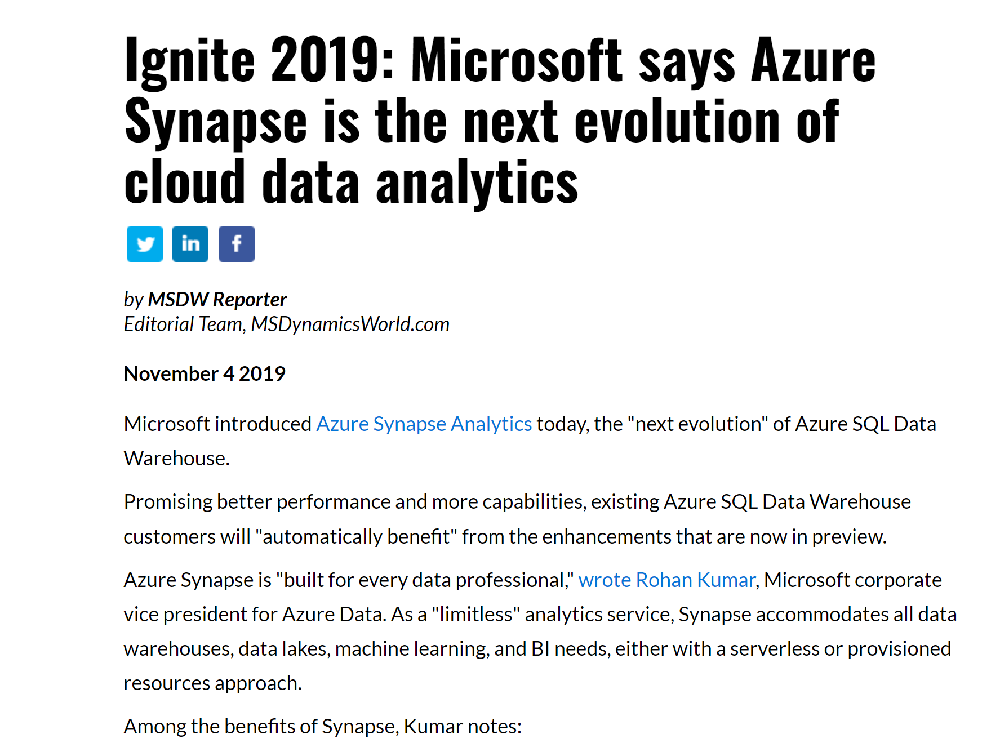 Ignite 2019: Microsoft says Azure
Synapse is the next evolution of
cloud data analytics
in
f
by MSDW Reporter
Editorial Team, MSDynamicsWorld.com
November 4 2019
Microsoft introduced Azure Synapse Analytics today, the "next evolution" of Azure SQL Data
Warehouse.
Promising better performance and more capabilities, existing Azure SQL Data Warehouse
customers will "automatically benefit" from the enhancements that are now in preview.
Azure Synapse is "built for every data professional," wrote Rohan Kumar, Microsoft corporate
vice president for Azure Data. As a "limitless" analytics service, Synapse accommodates all data
warehouses, data lakes, machine learning, and BI needs, either with a serverless or provisioned
resources approach.
Among the benefits of Synapse, Kumar notes: